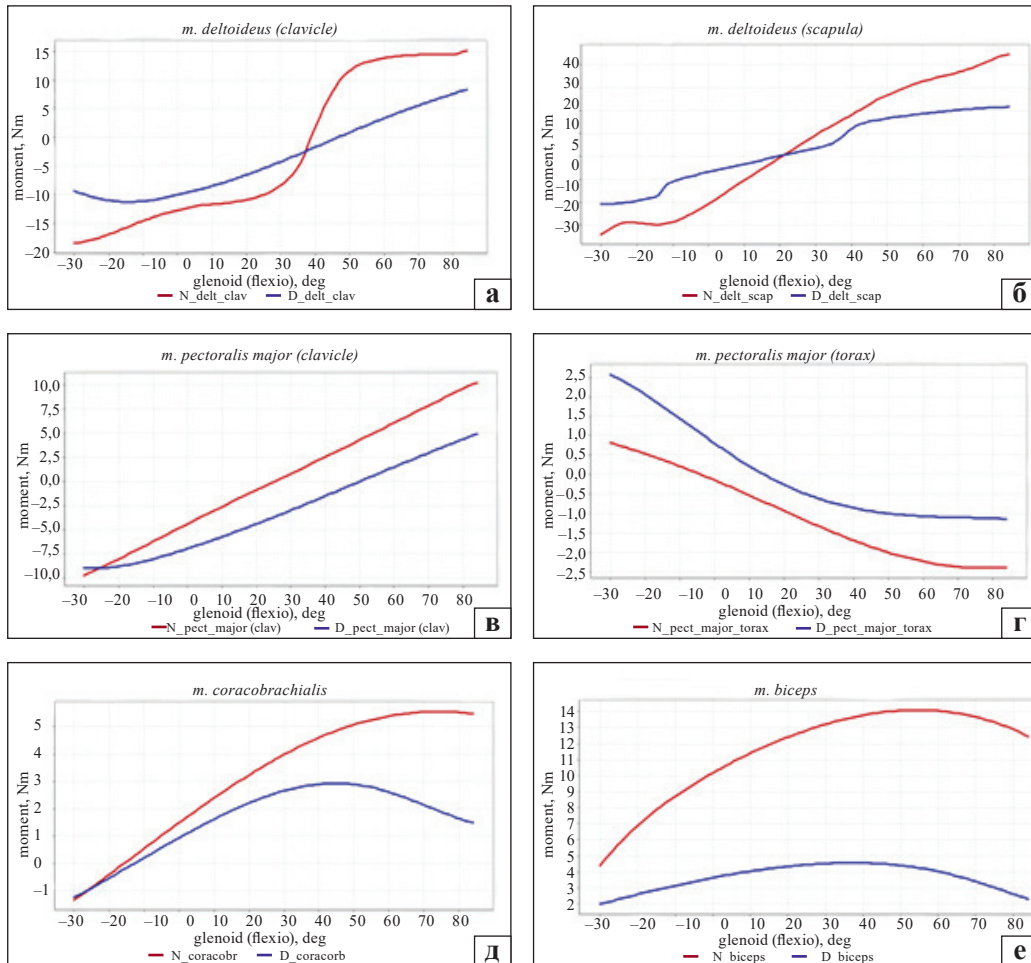 m. deltoideus (clavicle)
moment, Nm
15
10
5
0
–5
–10
–15
–20
–30 –20 –10 0 10 20 30 40 50 60 70 80
glenoid (flexio), deg
N_delt_clav D_delt_clav
а
m. deltoideus (scapula)
moment, Nm
40
30
20
10
5
0
–10
–20
–30
–30 –20 –10 0 10 20 30 40 50 60 70 80
glenoid (flexio), deg
N_delt_scap D_delt_scap
б
m. pectoralis major (clavicle)
moment, Nm
10,0
7,5
5,0
2,5
0,0
–2,5
–5,0
–7,5
–10,0
–30 –20 –10 0 10 20 30 40 50 60 70 80
glenoid (flexio), deg
N_pect_major (clav) D_pect_major (clav)
в
m. pectoralis major (torax)
moment, Nm
2,5
2,0
1,5
1,0
0,5
0,0
–0,5
–1,0
–1,5
–2,0
–2,5
–30 –20 –10 0 10 20 30 40 50 60 70 80
glenoid (flexio), deg
N_pect_major_torax D_pect_major_torax
г
m. coracobrachialis
moment, Nm
5
4
3
2
1
0
–1
–30 –20 –10 0 10 20 30 40 50 60 70 80
glenoid (flexio), deg
N_coracobr D_coracorb
д
m. biceps
moment, Nm
14
13
12
11
10
9
8
7
6
5
4
3
2
–30 –20 –10 0 10 20 30 40 50 60 70 80
glenoid (flexio), deg
N_biceps D_biceps
е